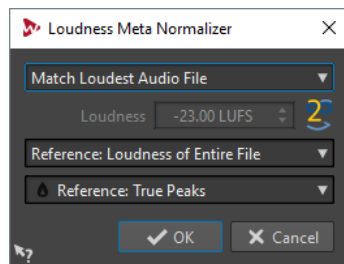 Loudness Meta Normalizer
Match Loudest Audio File
Loudness -23.00 LUFS 2
Reference: Loudness of Entire File
Reference: True Peaks
OK Cancel
?